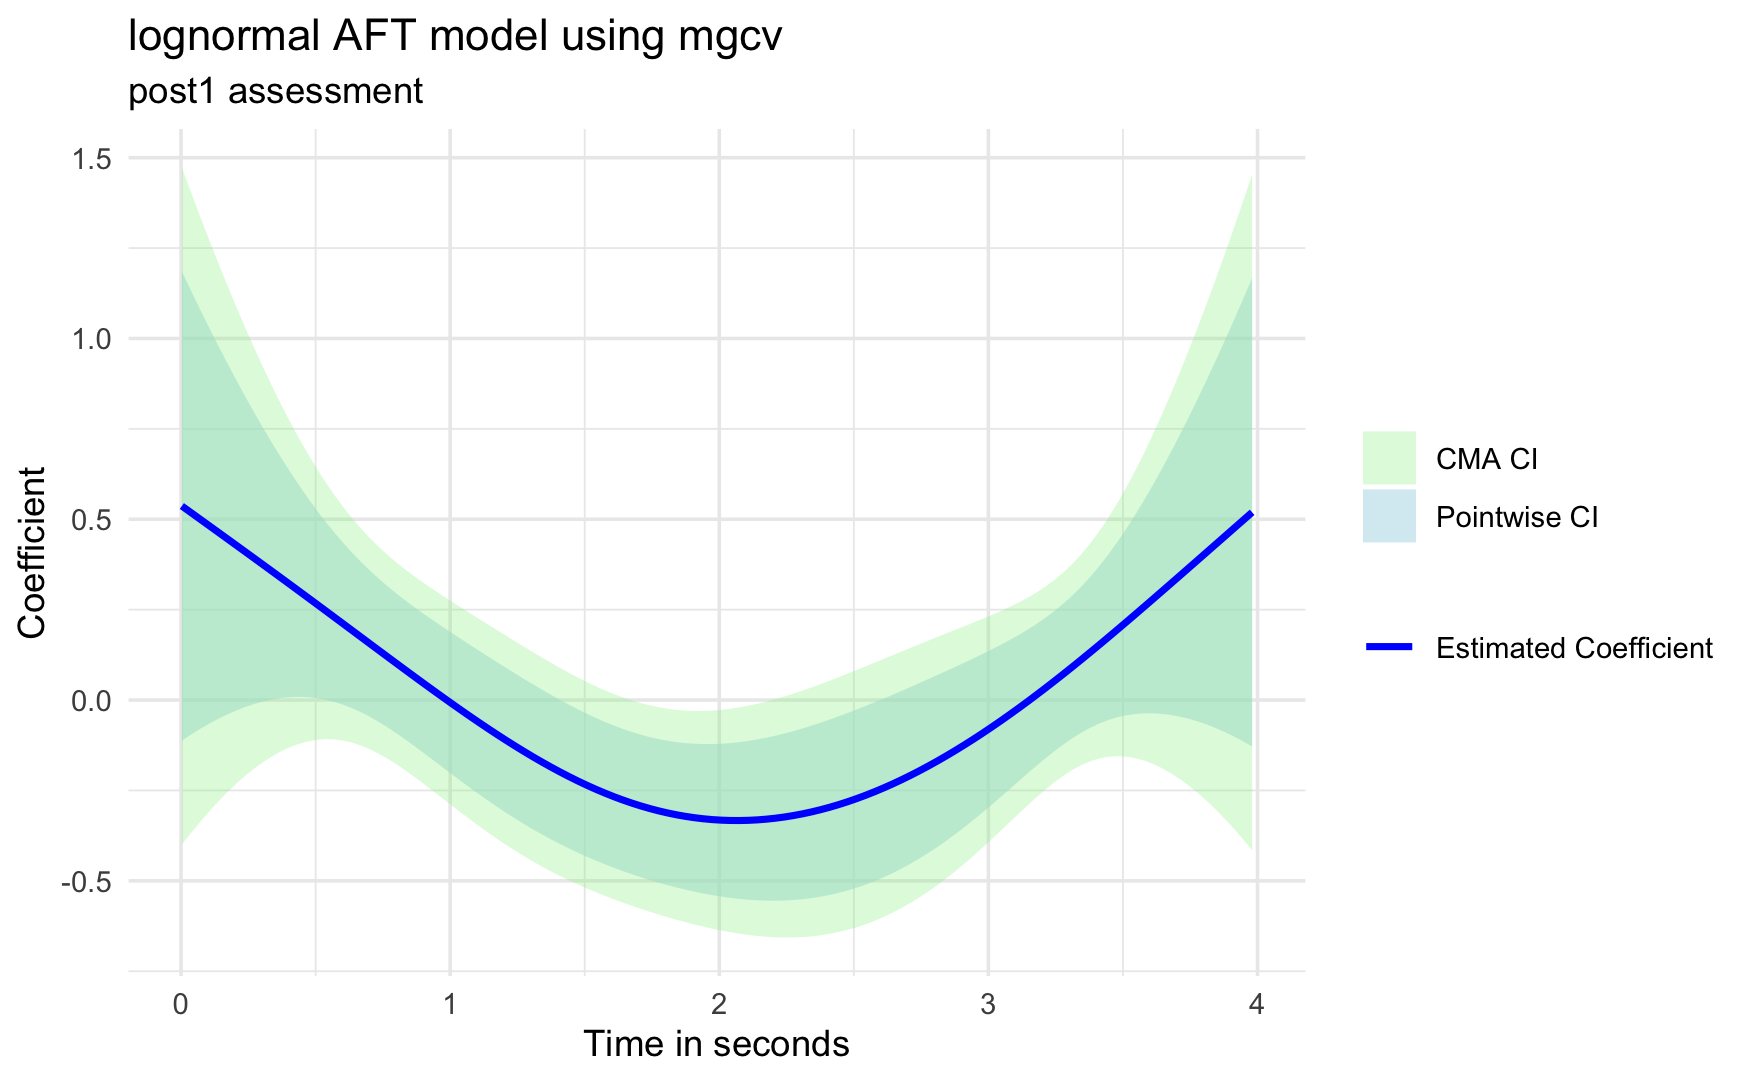 lognormal AFT model using mgcv
post1 assessment
1.5
1.0
0.5
0.0
-0.5
Coefficient
0 1 2 3 4
Time in seconds
CMA CI
Pointwise CI
Estimated Coefficient